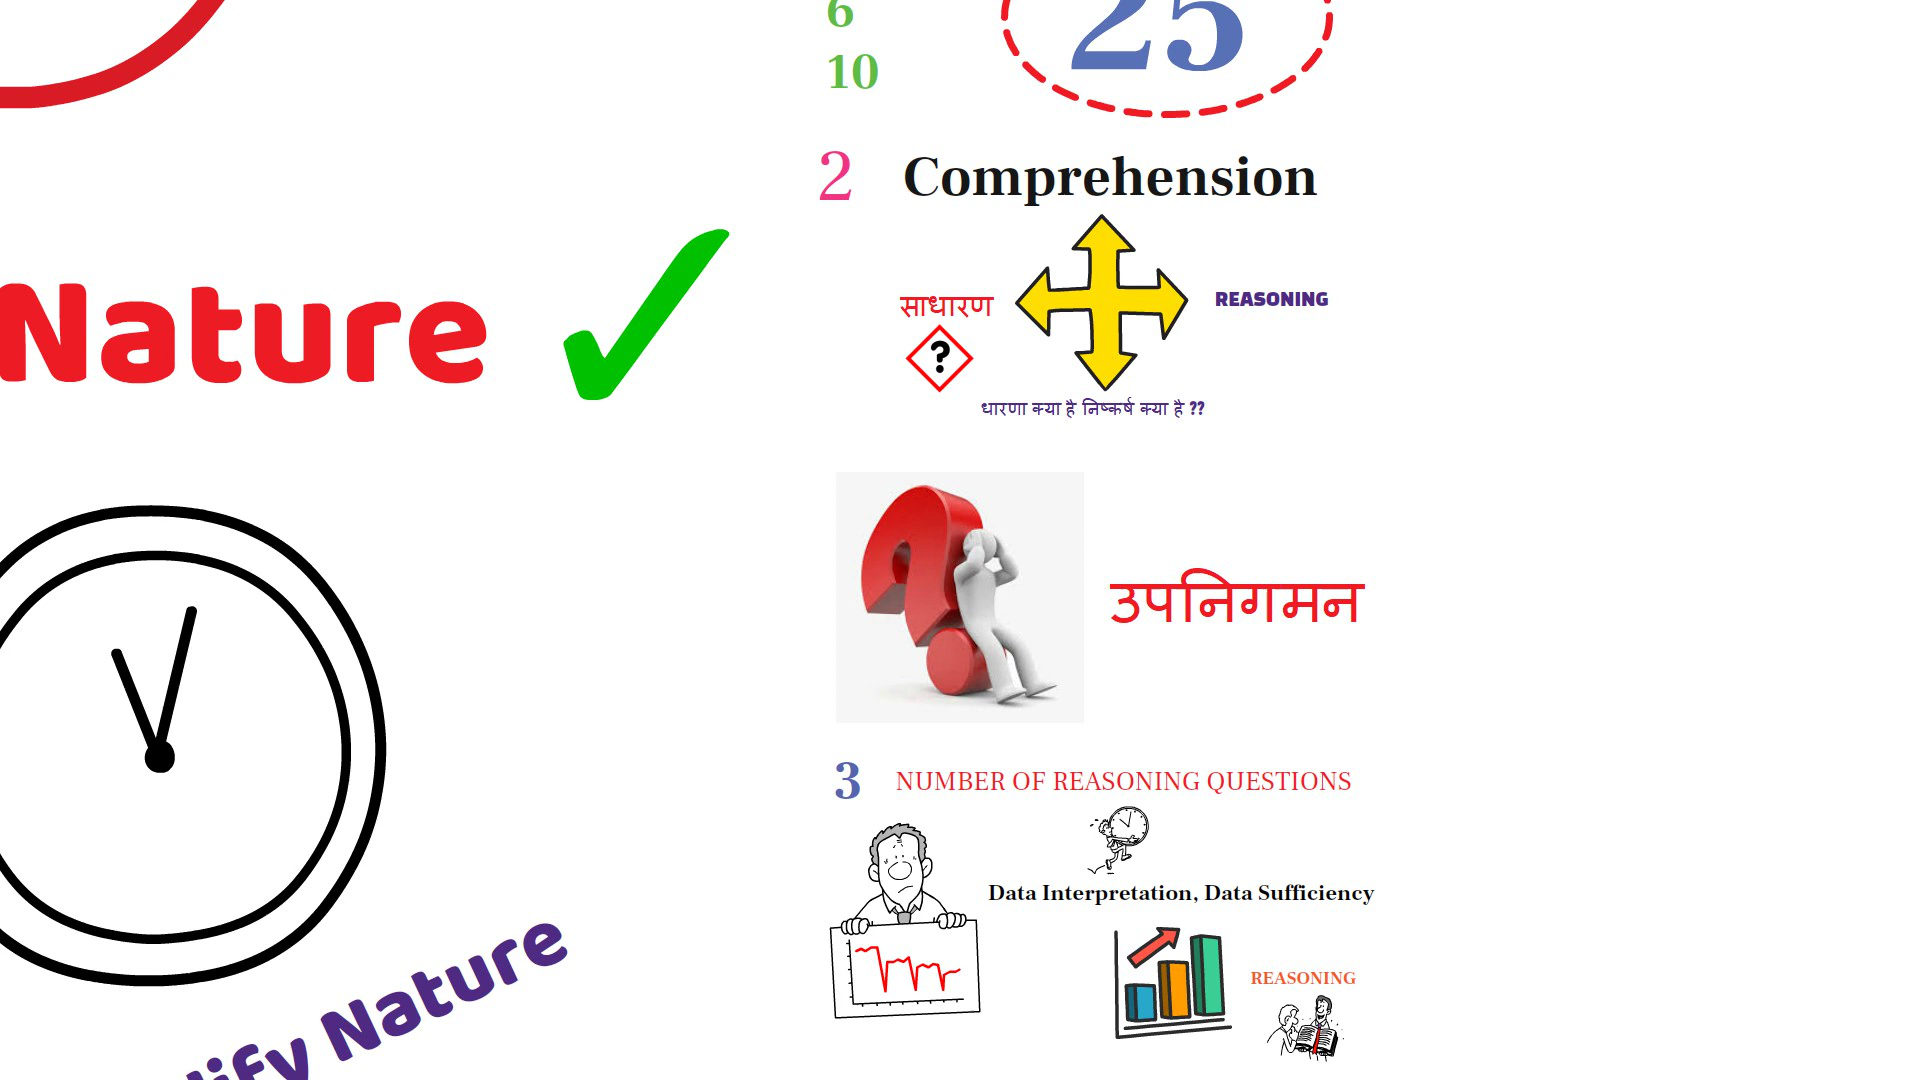 6
25
10
2 Comprehension
Nature
साधारण
REASONING
?
धारणा क्या है निष्कर्ष क्या है ??
उपनिगमन
3 NUMBER OF REASONING QUESTIONS
Data Interpretation, Data Sufficiency
REASONING
Nature